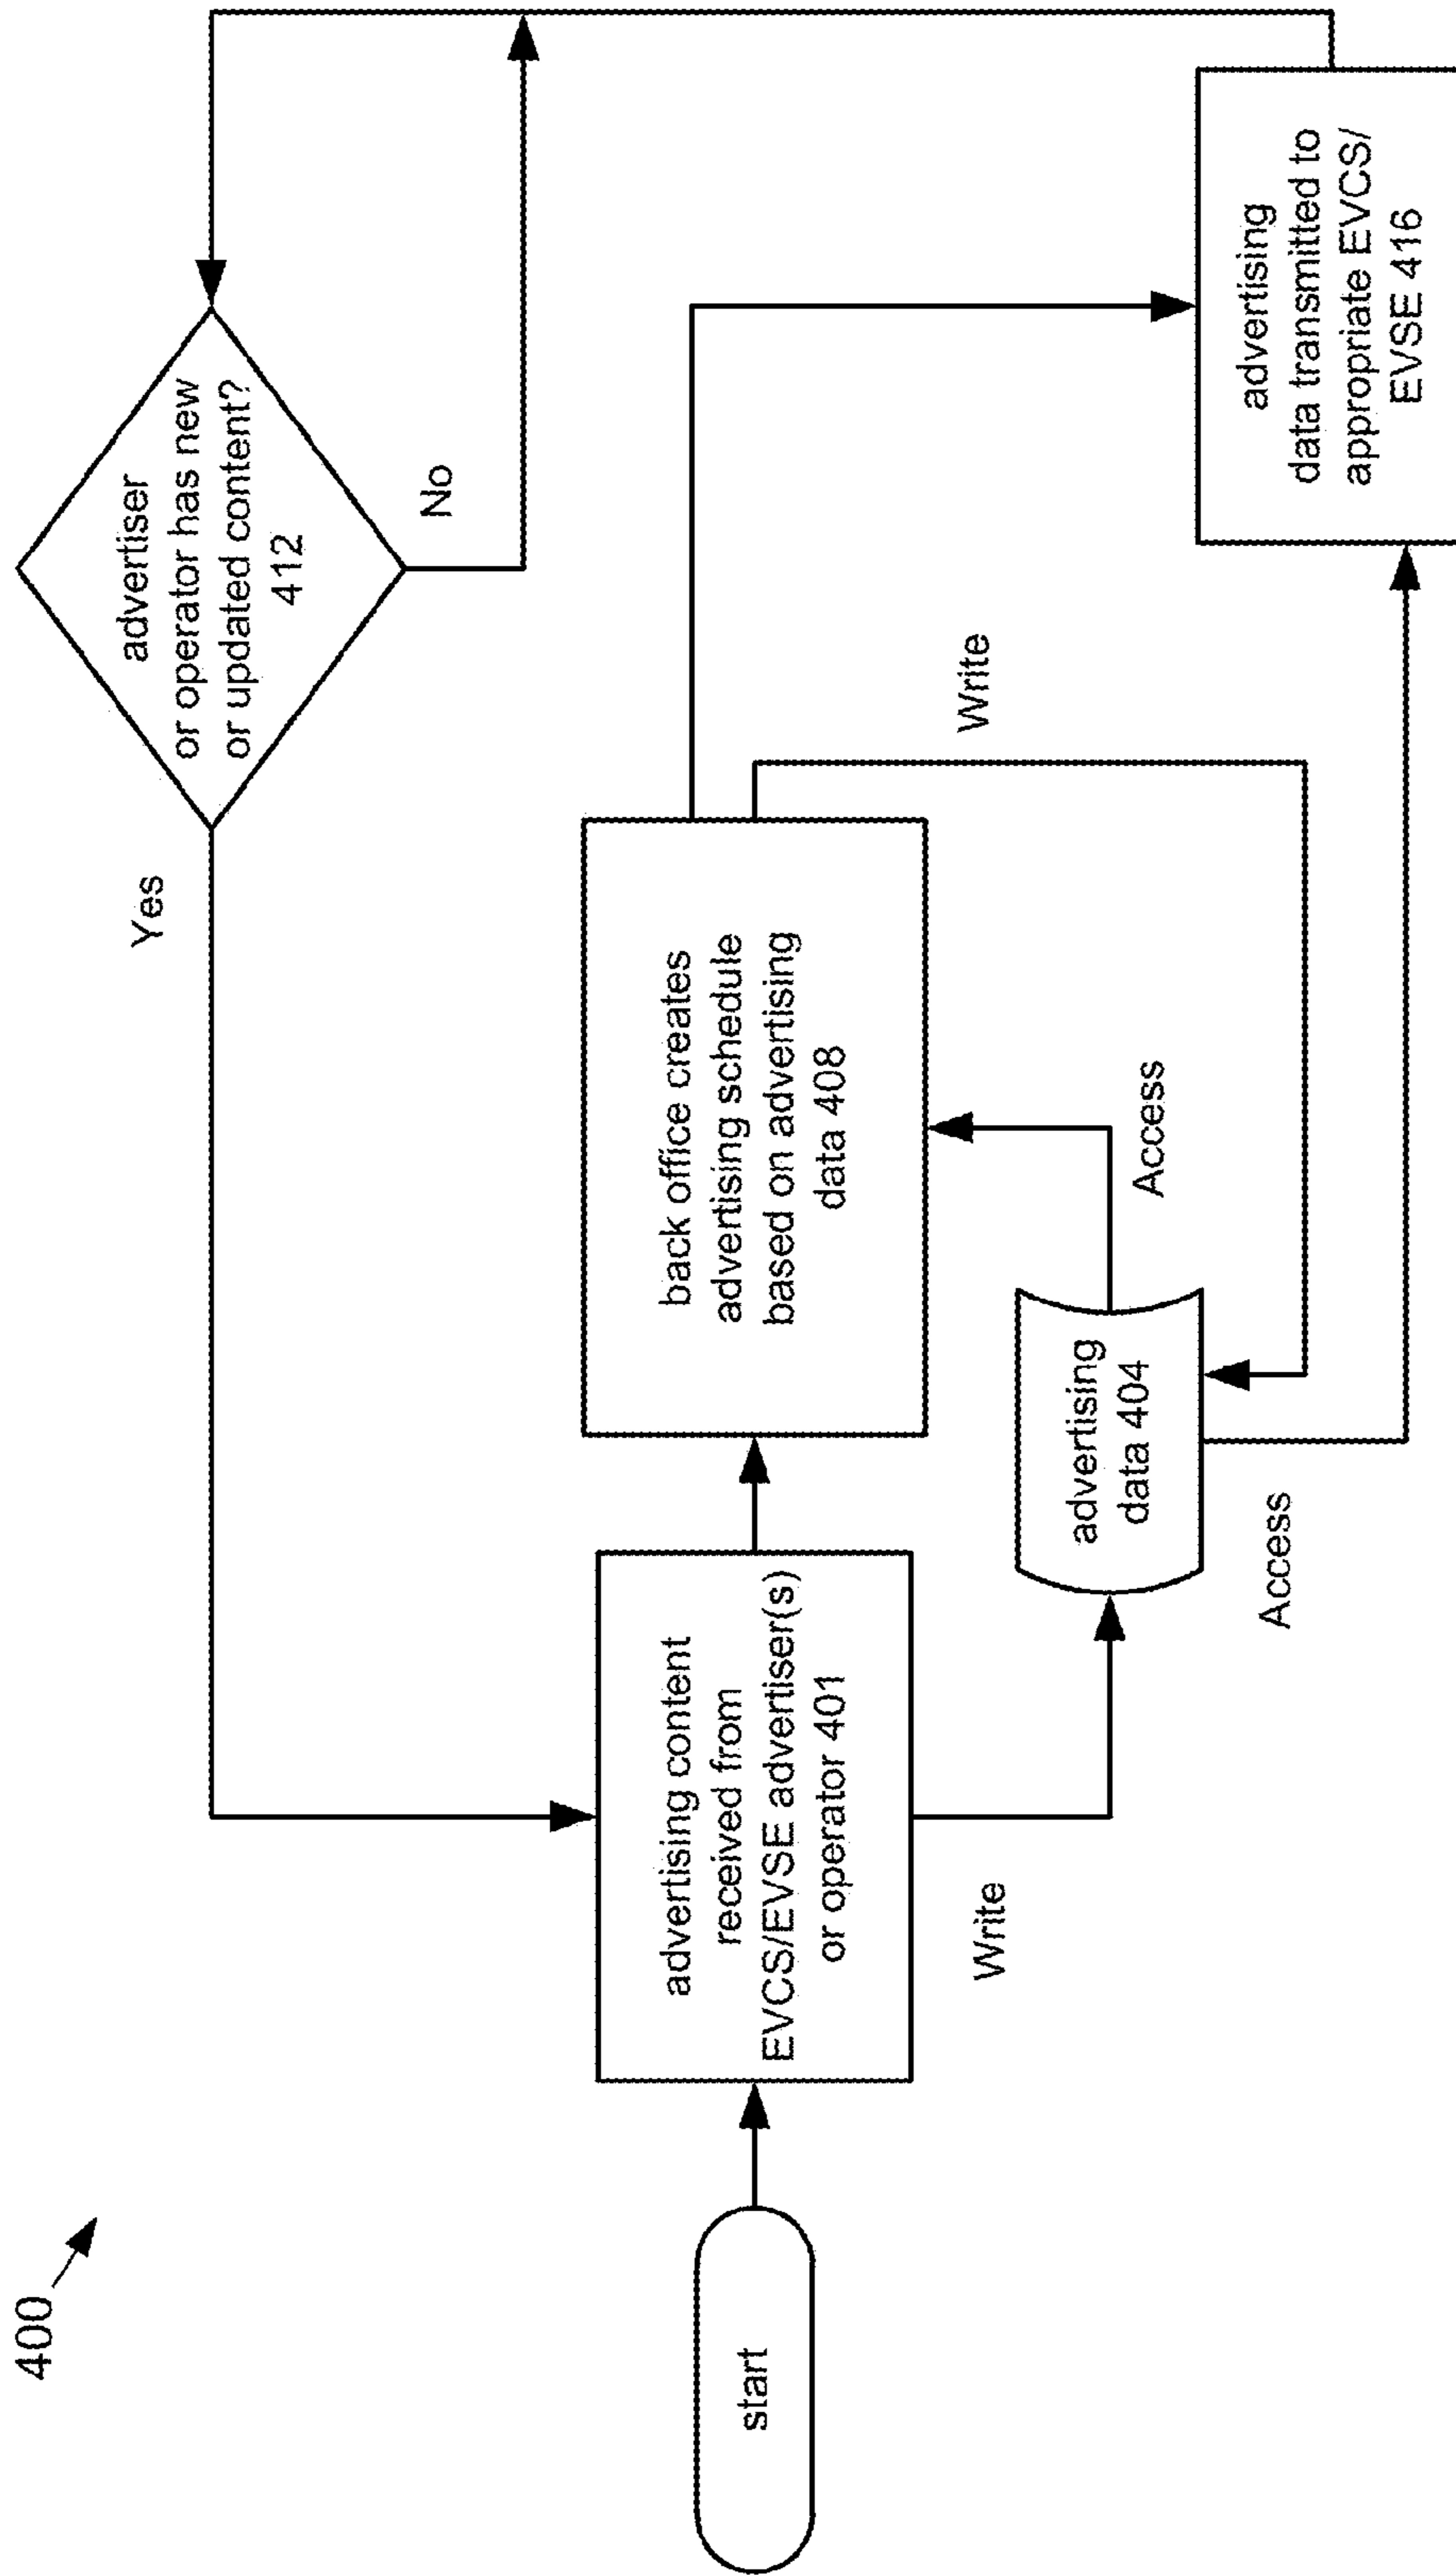 400
start
advertising content
received from
EVCS/EVSE advertiser(s)
or operator 401
Write
advertising
data 404
Access
Access
back office creates
advertising schedule
based on advertising
data 408
Write
Yes
advertiser
or operator has new
or updated content?
412
No
advertising
data transmitted to
appropriate EVCS/
EVSE 416